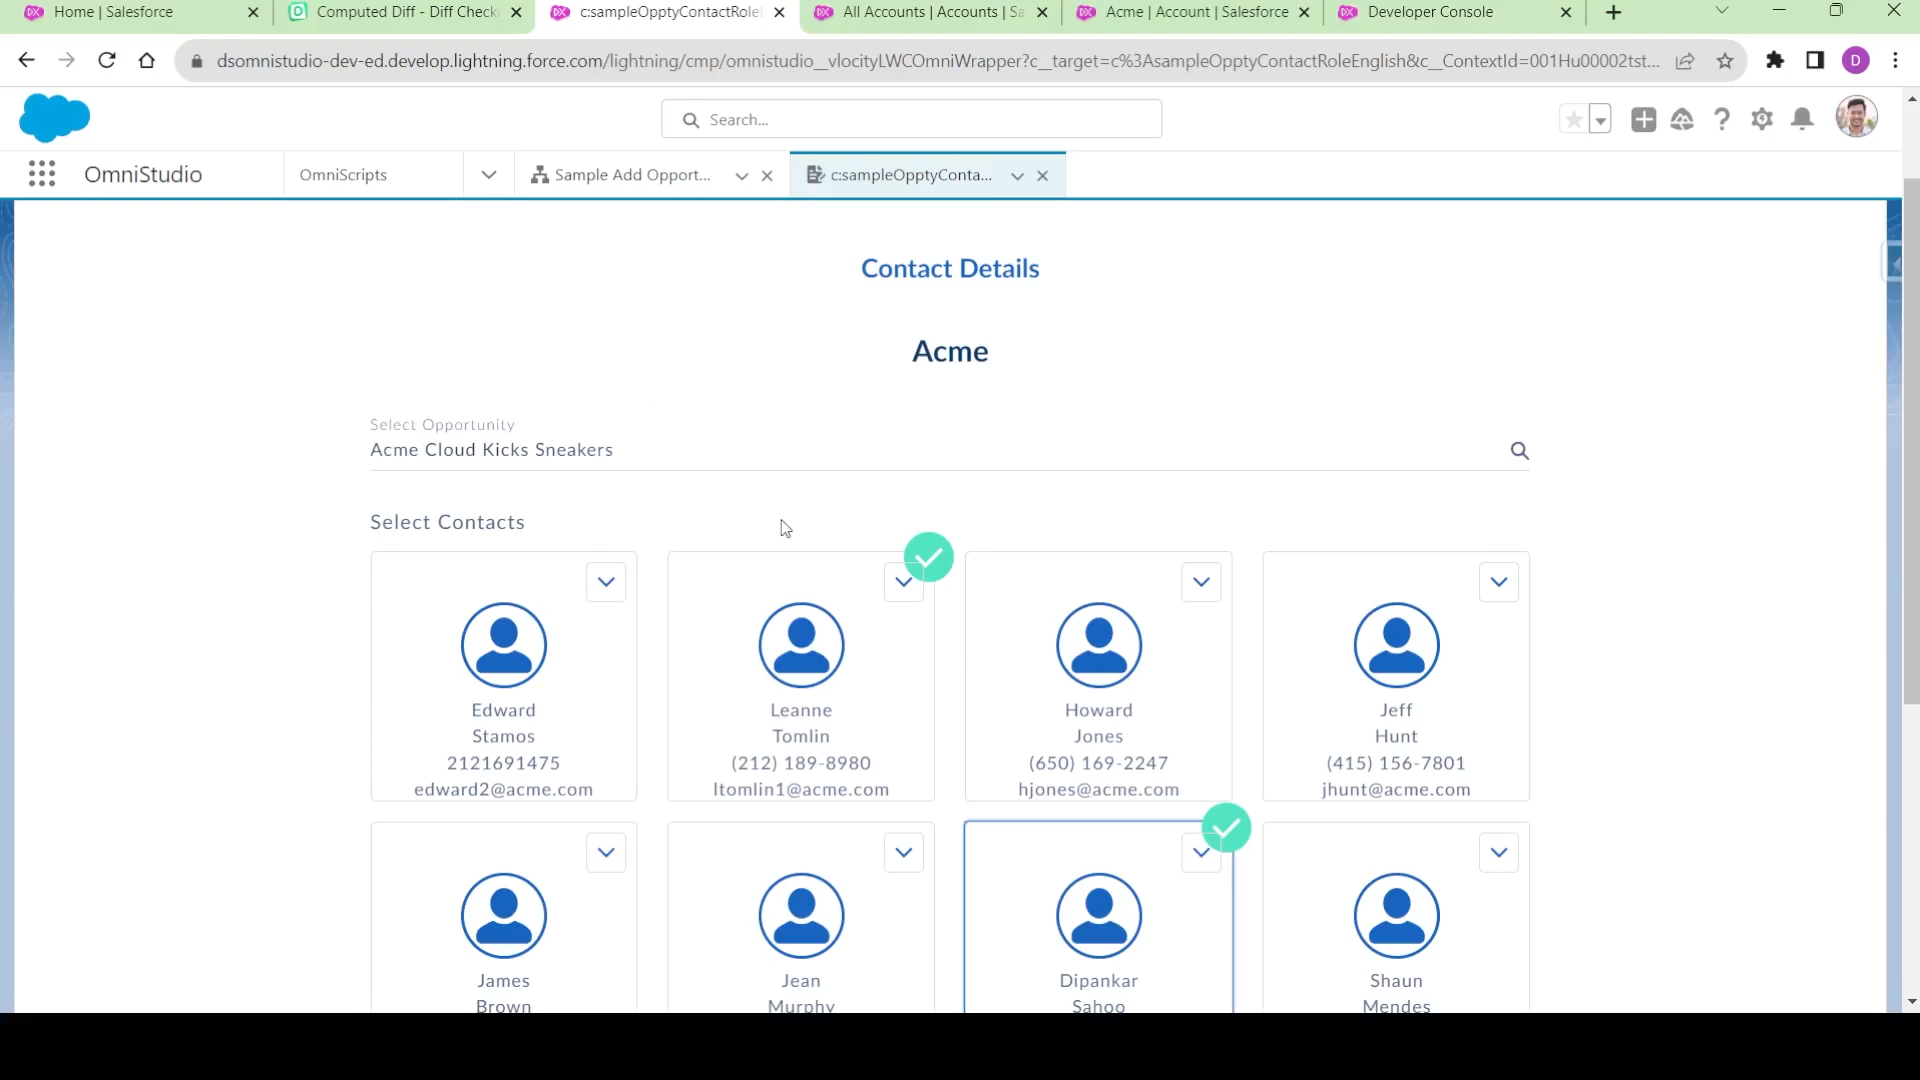 Home | Salesforce
Computed Diff - Diff Check
c:sampleOpptyContactRole
All Accounts | Accounts | Sa
Acme | Account | Salesforce
Developer Console
dsomnistudio-dev-ed.develop.lightning.force.com/lightning/cmp/omnistudio__vlocityLWCOmniWrapper?c__target=c%3AsampleOpptyContactRoleEnglish&c__ContextId=001Hu00002tst...
D
Search...
OmniStudio
OmniScripts
Sample Add Opport...
c:sampleOpptyConta...
Contact Details
Acme
Select Opportunity
Acme Cloud Kicks Sneakers
Select Contacts
Edward
Stamos
2121691475
edward2@acme.com
Leanne
Tomlin
(212) 189-8980
ltomlin1@acme.com
Howard
Jones
(650) 169-2247
hjones@acme.com
Jeff
Hunt
(415) 156-7801
jhunt@acme.com
James
Brown
Jean
Murphy
Dipankar
Sahoo
Shaun
Mendes